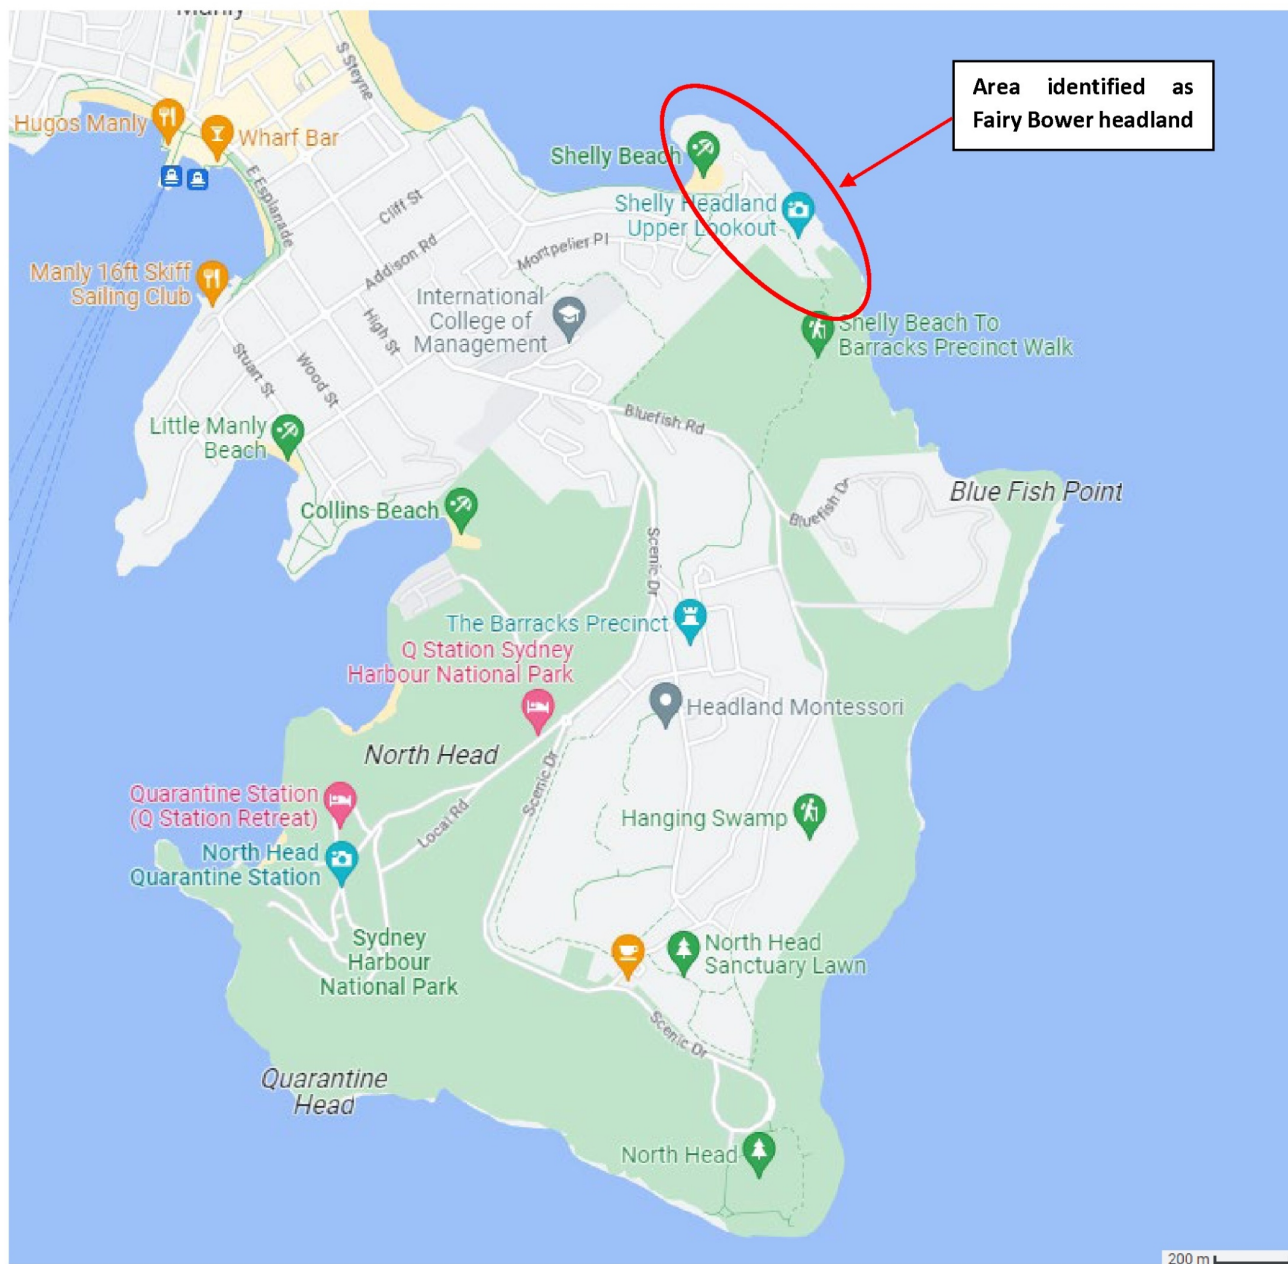 Manly
S Steyne
Area identified as
Fairy Bower headland
Hugos Manly
Wharf Bar
Shelly Beach
E Esplanade
Cliff St
Shelly Headland
Upper Lookout
Addison Rd
Montpelier Pl
Manly 16ft Skiff
Sailing Club
International
College of
Management
High St
Shelly Beach To
Barracks Precinct Walk
Stuart St
Wood St
Bluefish Rd
Little Manly
Beach
Blue Fish Point
Collins Beach
Bluefish Dr
Scenic Dr
The Barracks Precinct
Q Station Sydney
Harbour National Park
Headland Montessori
North Head
Scenic Dr
Quarantine Station
(Q Station Retreat)
Local Rd
Hanging Swamp
North Head
Quarantine Station
Sydney
Harbour
National Park
North Head
Sanctuary Lawn
Scenic Dr
Quarantine
Head
North Head
200 m